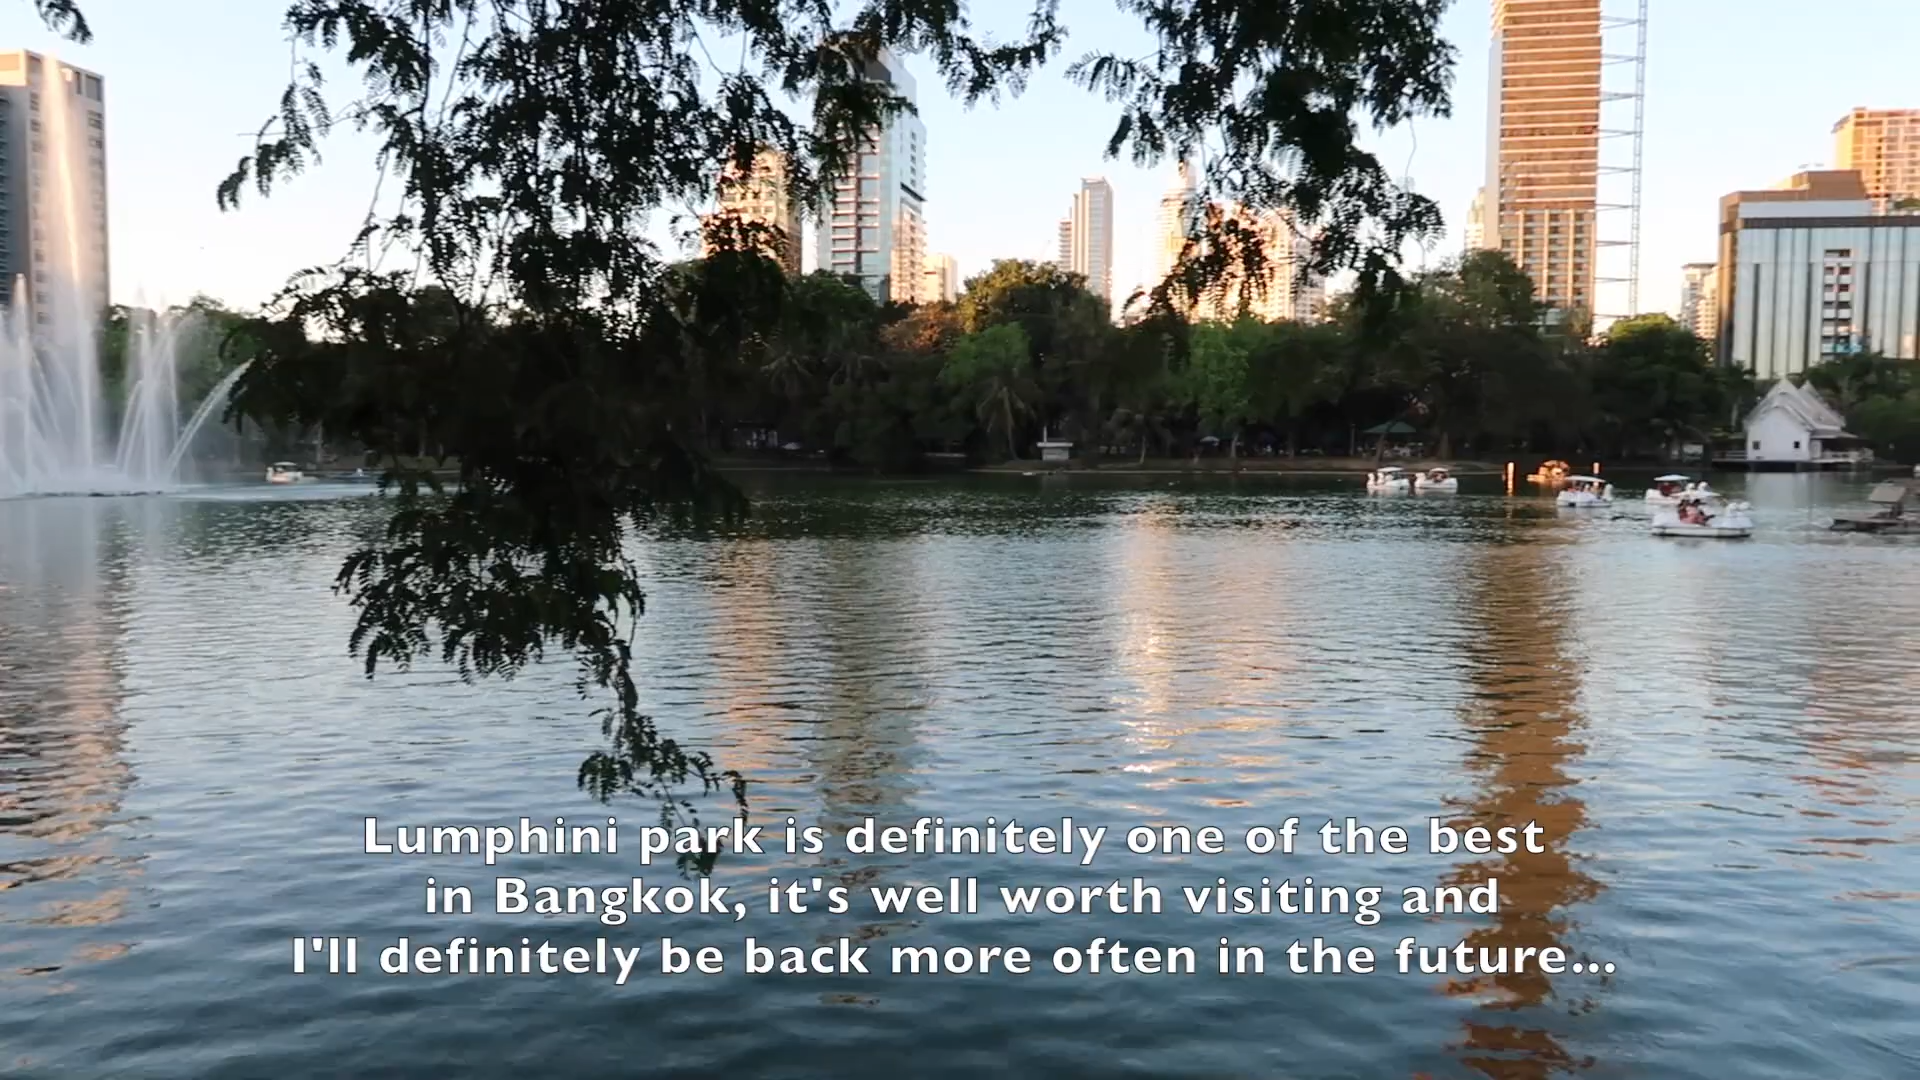 Lumphini park is definitely one of the best
in Bangkok, it's well worth visiting and
I'll definitely be back more often in the future...